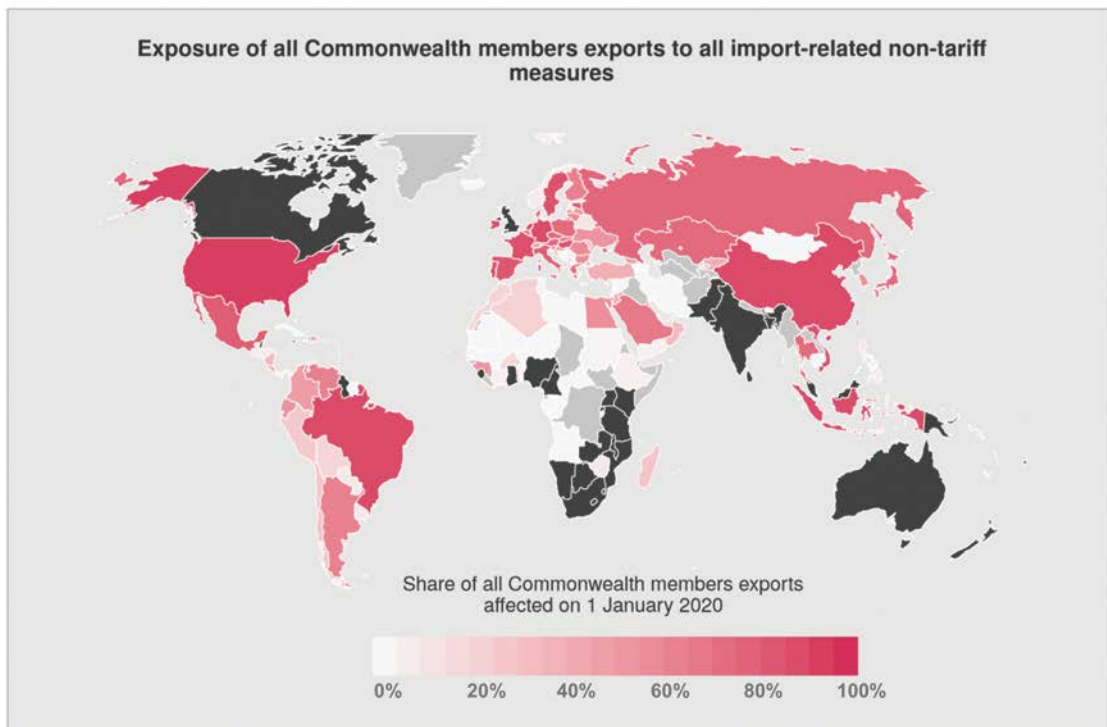 Exposure of all Commonwealth members exports to all import-related non-tariff
measures
Share of all Commonwealth members exports
affected on 1 January 2020
0% 20% 40% 60% 80% 100%